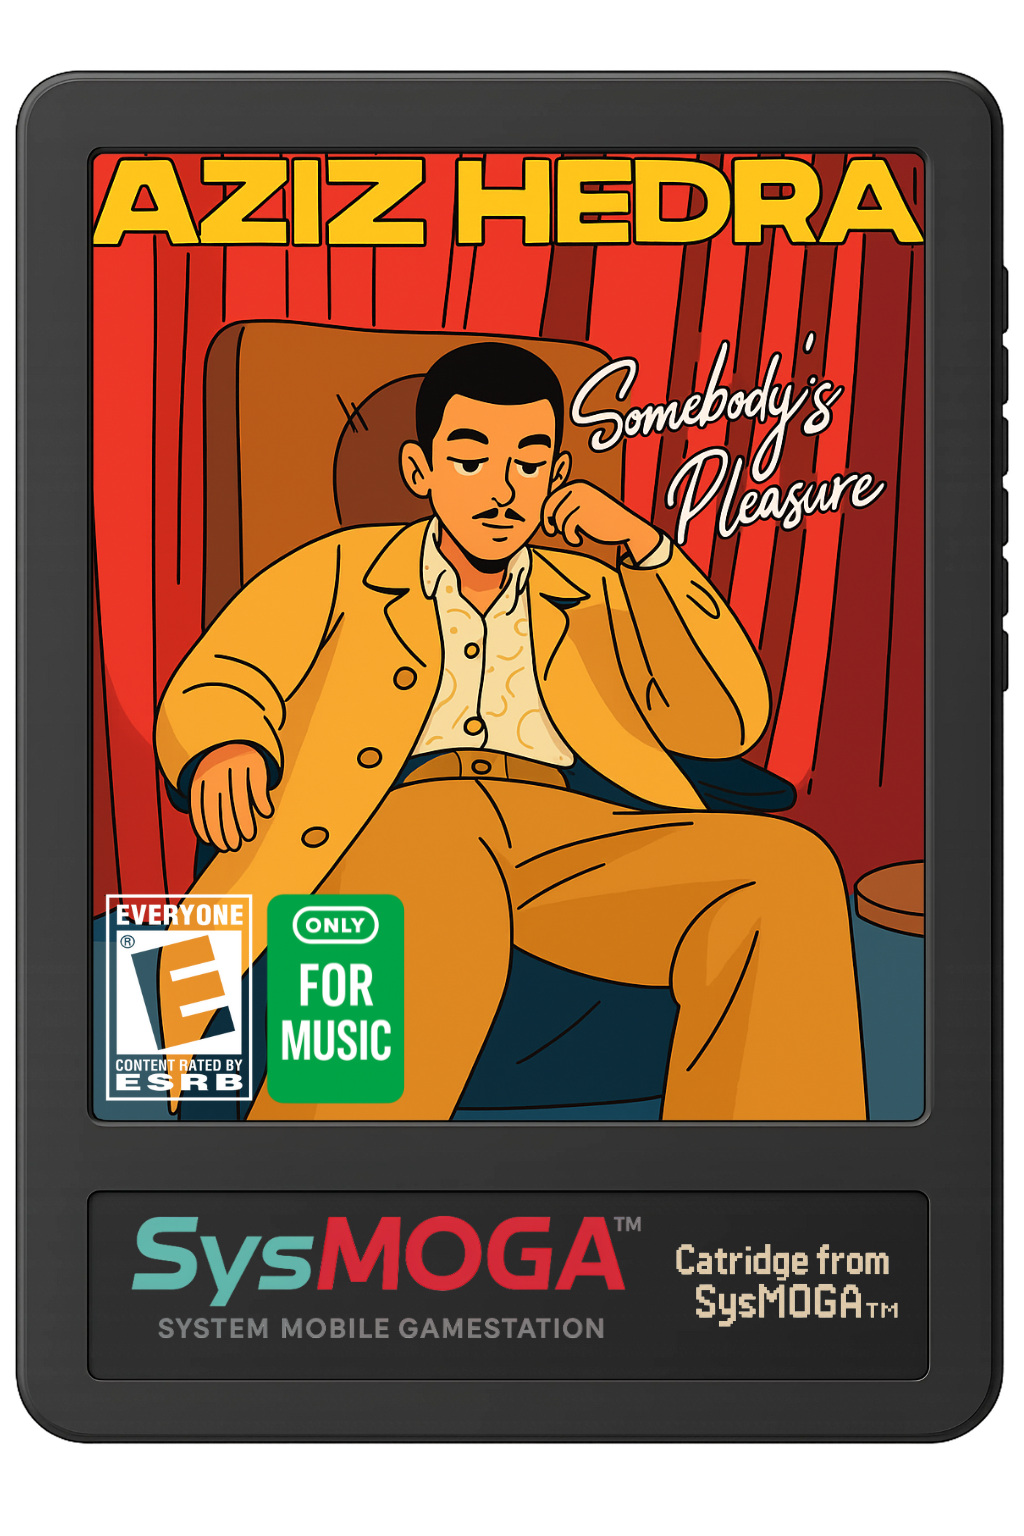 AZIZ HEDRA
Somebody's
Pleasure
EVERYONE
®
E
CONTENT RATED BY
ESRB
ONLY
FOR
MUSIC
SysMOGA™
SYSTEM MOBILE GAMESTATION
Catridge from
SysMOGA™